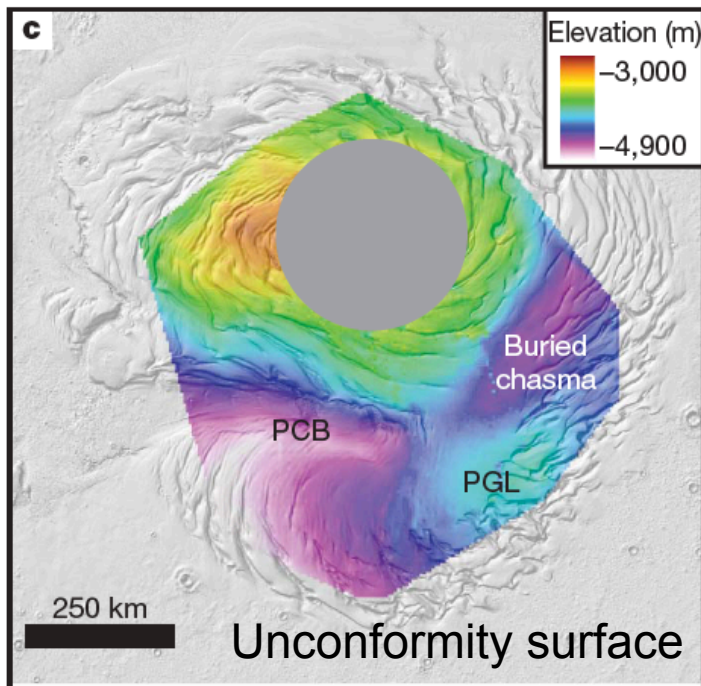 c
Elevation (m)
–3,000
–4,900
Buried
chasma
PCB
PGL
250 km
Unconformity surface